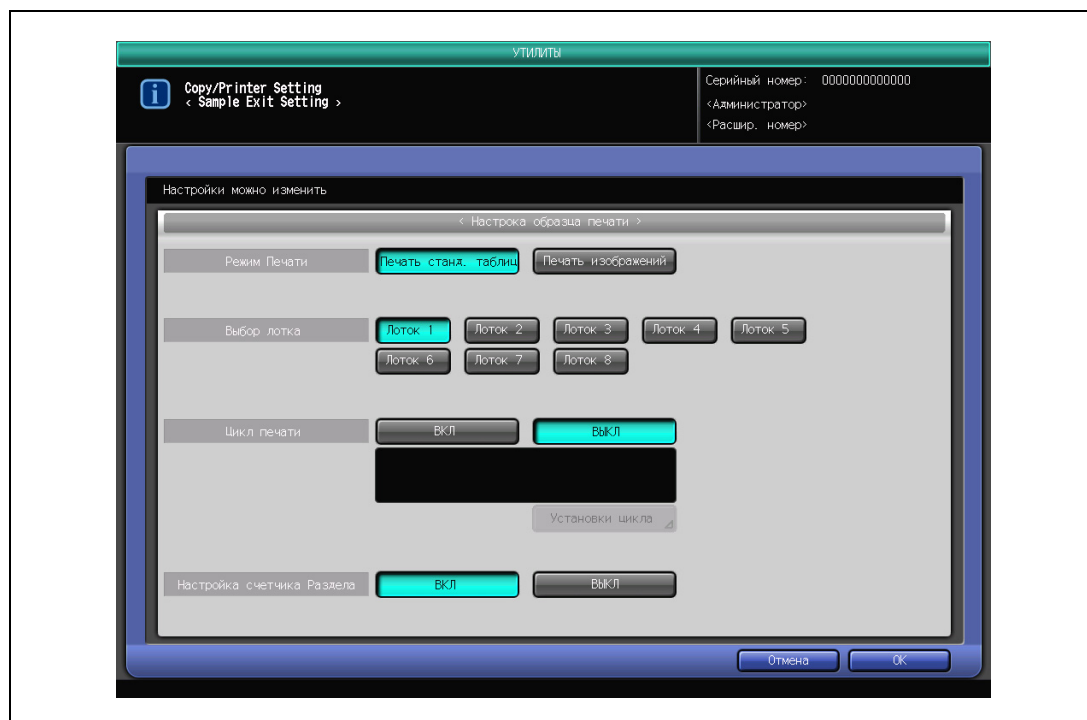 УТИЛИТЫ
Copy/Printer Setting
< Sample Exit Setting >
Серийный номер: 0000000000000
<Администратор>
<Расшир. номер>
Настройки можно изменить
< Настрока образца печати >
Режим Печати
Печать станд. таблиц
Печать изображений
Выбор лотка
Лоток 1
Лоток 2
Лоток 3
Лоток 4
Лоток 5
Лоток 6
Лоток 7
Лоток 8
Цикл печати
ВКЛ
ВЫКЛ
Установки цикла
Настройка счетчика Раздела
ВКЛ
ВЫКЛ
Отмена
OK